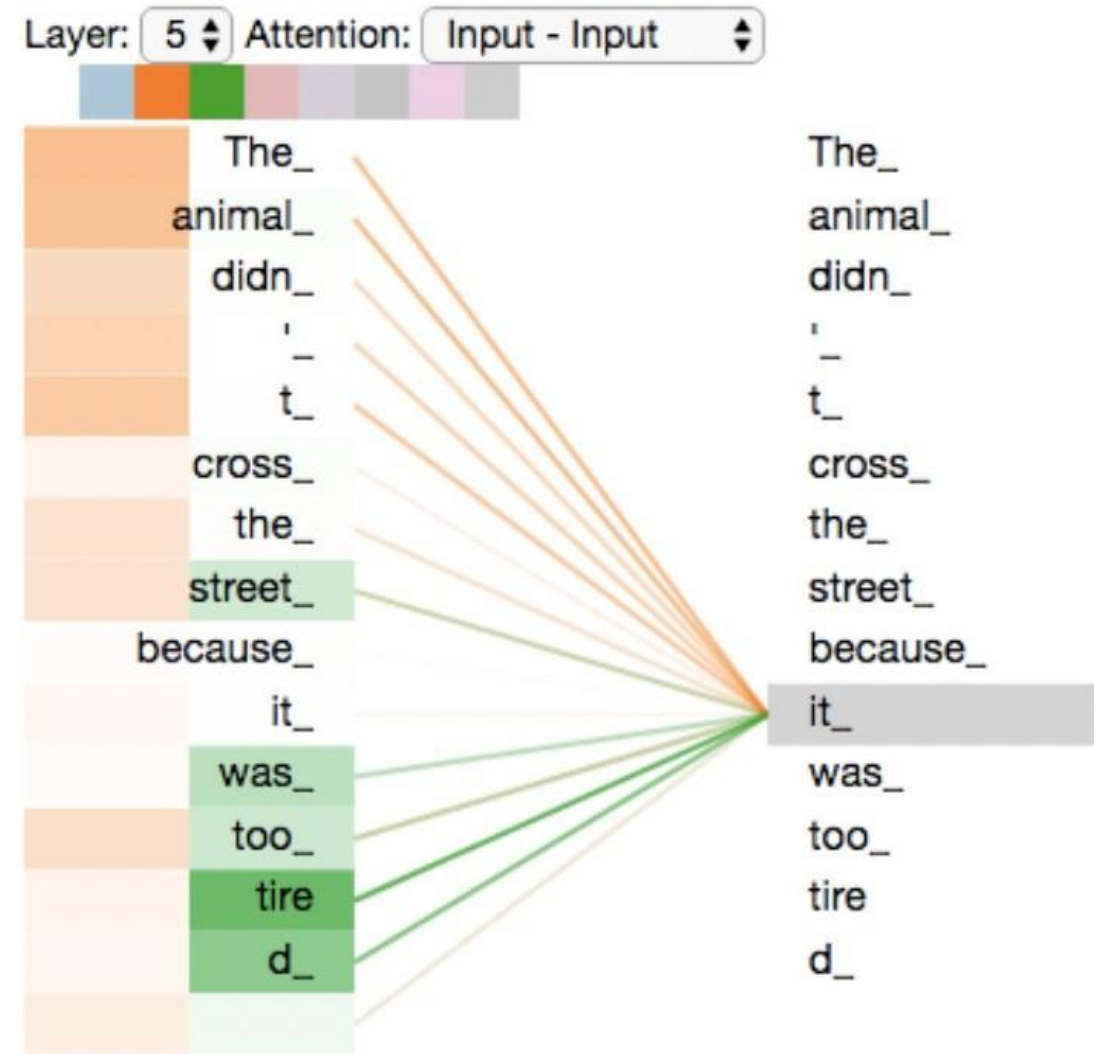 Layer: 5 Attention: Input - Input
The_ The_
animal_ animal_
didn_ didn_
'_ '_
t_ t_
cross_ cross_
the_ the_
street_ street_
because_ because_
it_ it_
was_ was_
too_ too_
tire tire
d_ d_